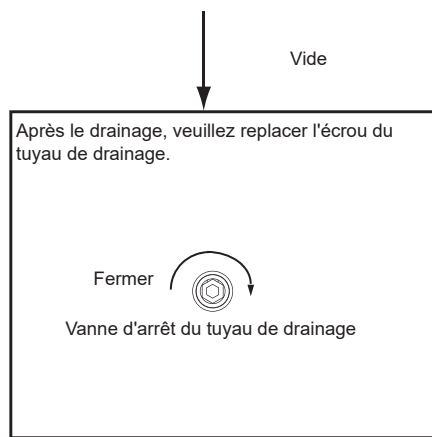 Vide
Après le drainage, veuillez replacer l'écrou du
tuyau de drainage.
Fermer
Vanne d'arrêt du tuyau de drainage